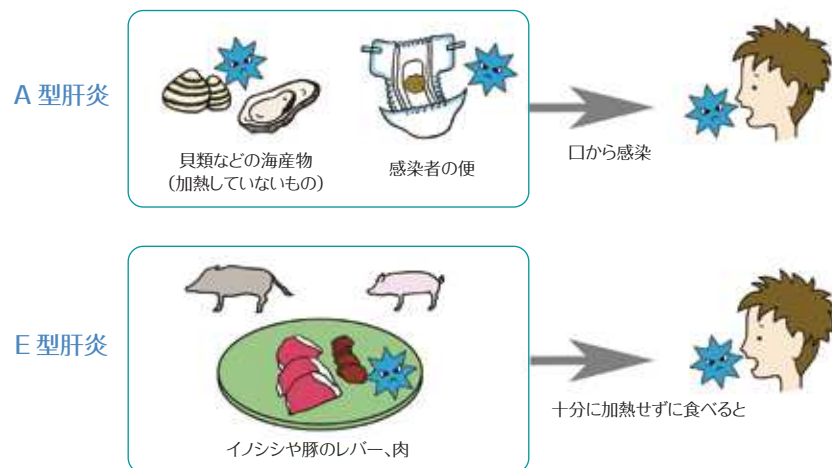 A型肝炎
貝類などの海産物
（加熱していないもの）
感染者の便
口から感染
E型肝炎
イノシシや豚のレバー、肉
十分に加熱せずに食べると